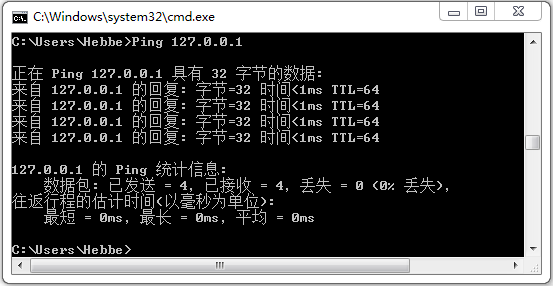 C:\Windows\system32\cmd.exe
C:\Users\Hebbe>Ping 127.0.0.1
正在 Ping 127.0.0.1 具有 32 字节的数据:
来自 127.0.0.1 的回复: 字节=32 时间<1ms TTL=64
来自 127.0.0.1 的回复: 字节=32 时间<1ms TTL=64
来自 127.0.0.1 的回复: 字节=32 时间<1ms TTL=64
来自 127.0.0.1 的回复: 字节=32 时间<1ms TTL=64
127.0.0.1 的 Ping 统计信息:
数据包: 已发送 = 4, 已接收 = 4, 丢失 = 0 (0% 丢失),
往返行程的估计时间(以毫秒为单位):
最短 = 0ms, 最长 = 0ms, 平均 = 0ms
C:\Users\Hebbe>